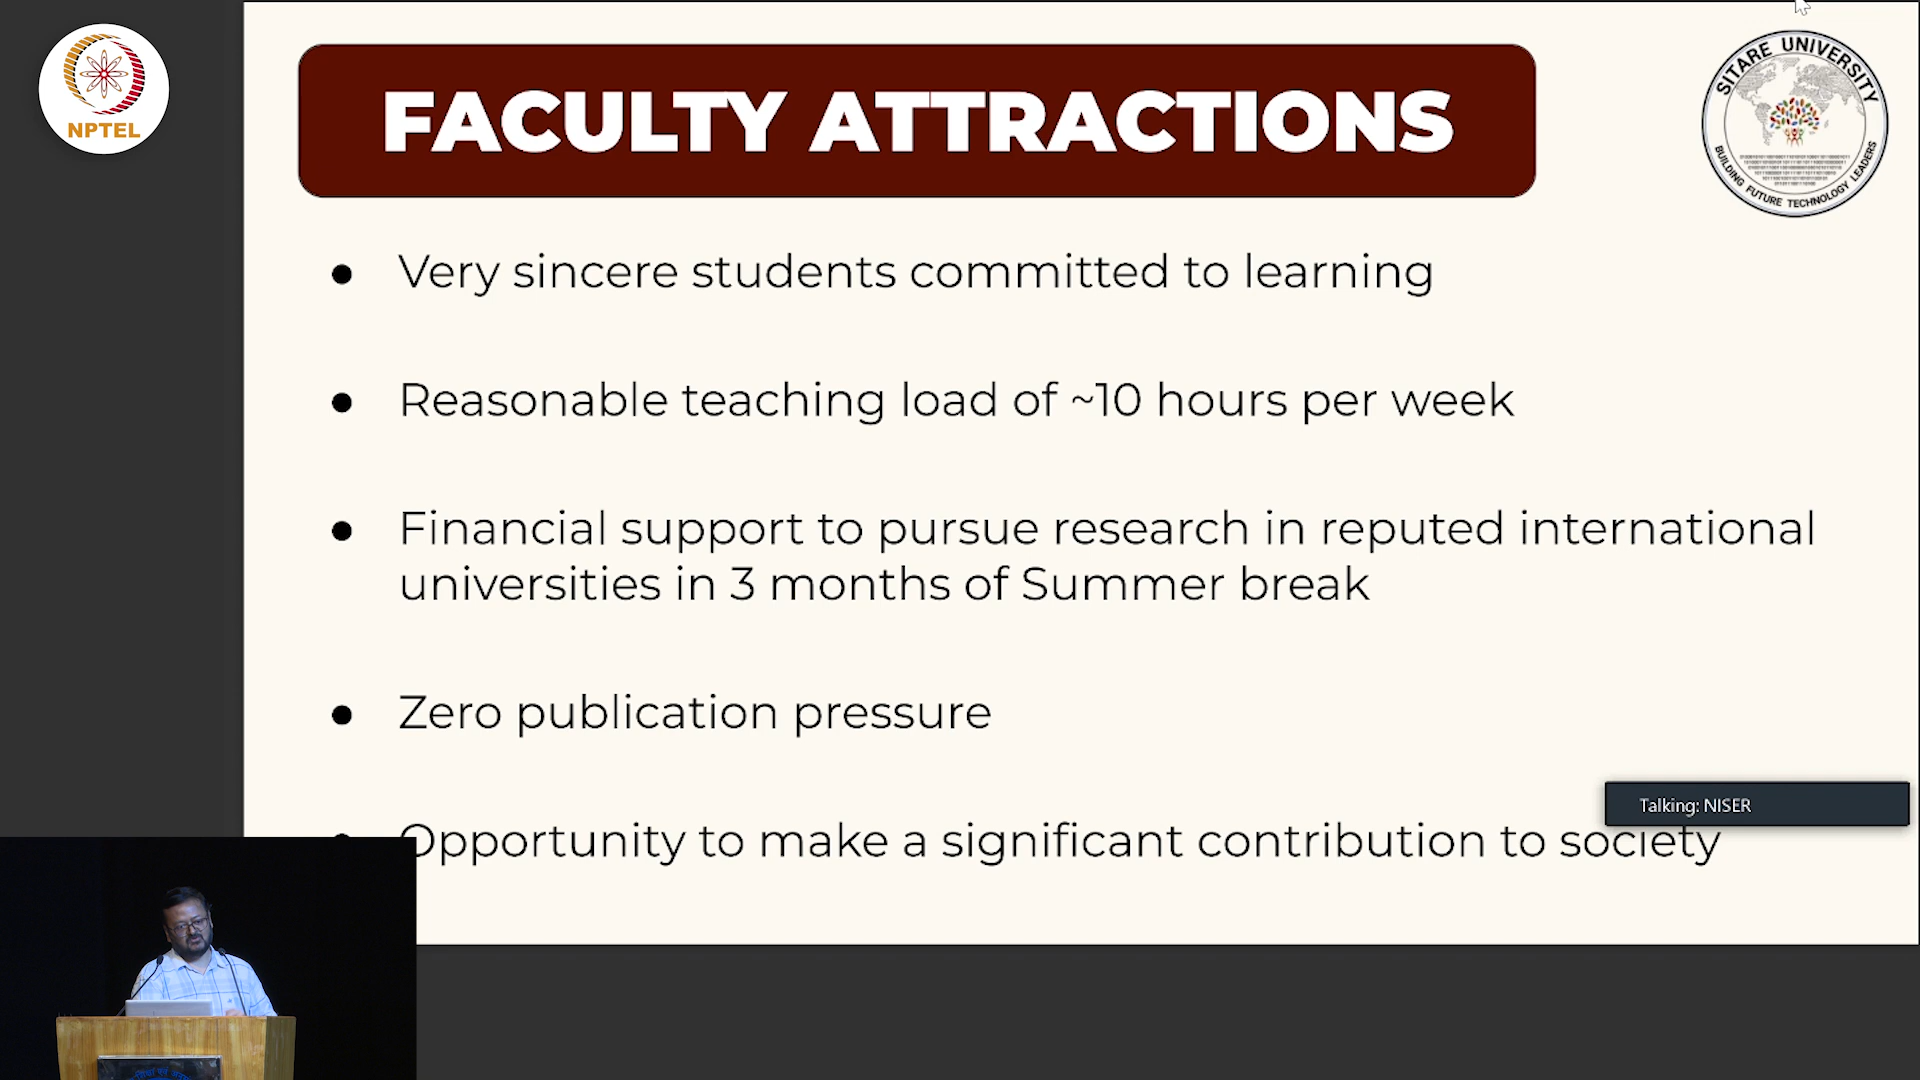 NPTEL
FACULTY ATTRACTIONS
SITARE UNIVERSITY
BUILDING FUTURE TECHNOLOGY LEADERS
● Very sincere students committed to learning
● Reasonable teaching load of ~10 hours per week
● Financial support to pursue research in reputed international
universities in 3 months of Summer break
● Zero publication pressure
Talking: NISER
● Opportunity to make a significant contribution to society